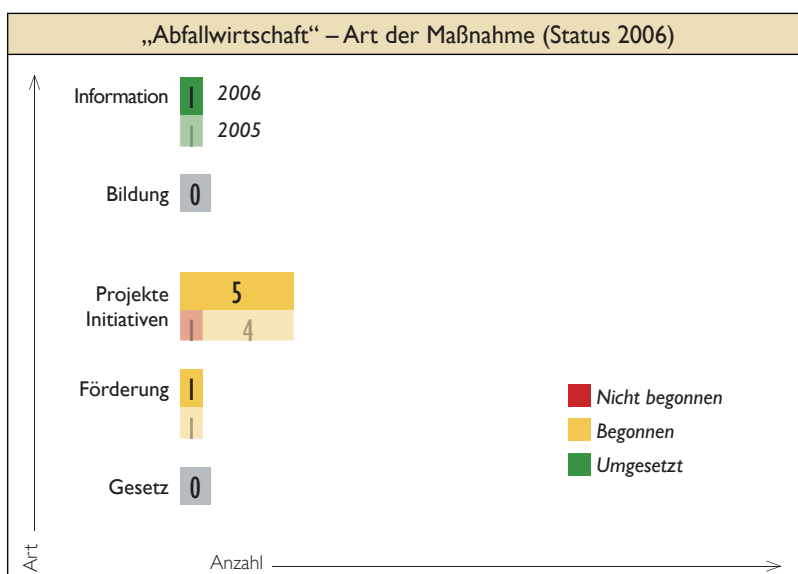 „Abfallwirtschaft“ – Art der Maßnahme (Status 2006)
Information
1 2006
1 2005
Bildung
0
Projekte
Initiativen
5
1 4
Förderung
1
1
Gesetz
0
Nicht begonnen
Begonnen
Umgesetzt
Art
Anzahl